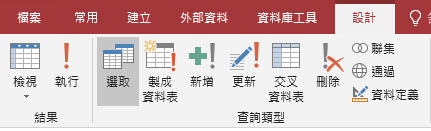 檔案 常用 建立 外部資料 資料庫工具 設計
檢視 執行 選取 製成 資料表 新增 更新 交叉 資料表 刪除 聯集
通過
資料定義
結果 查詢類型